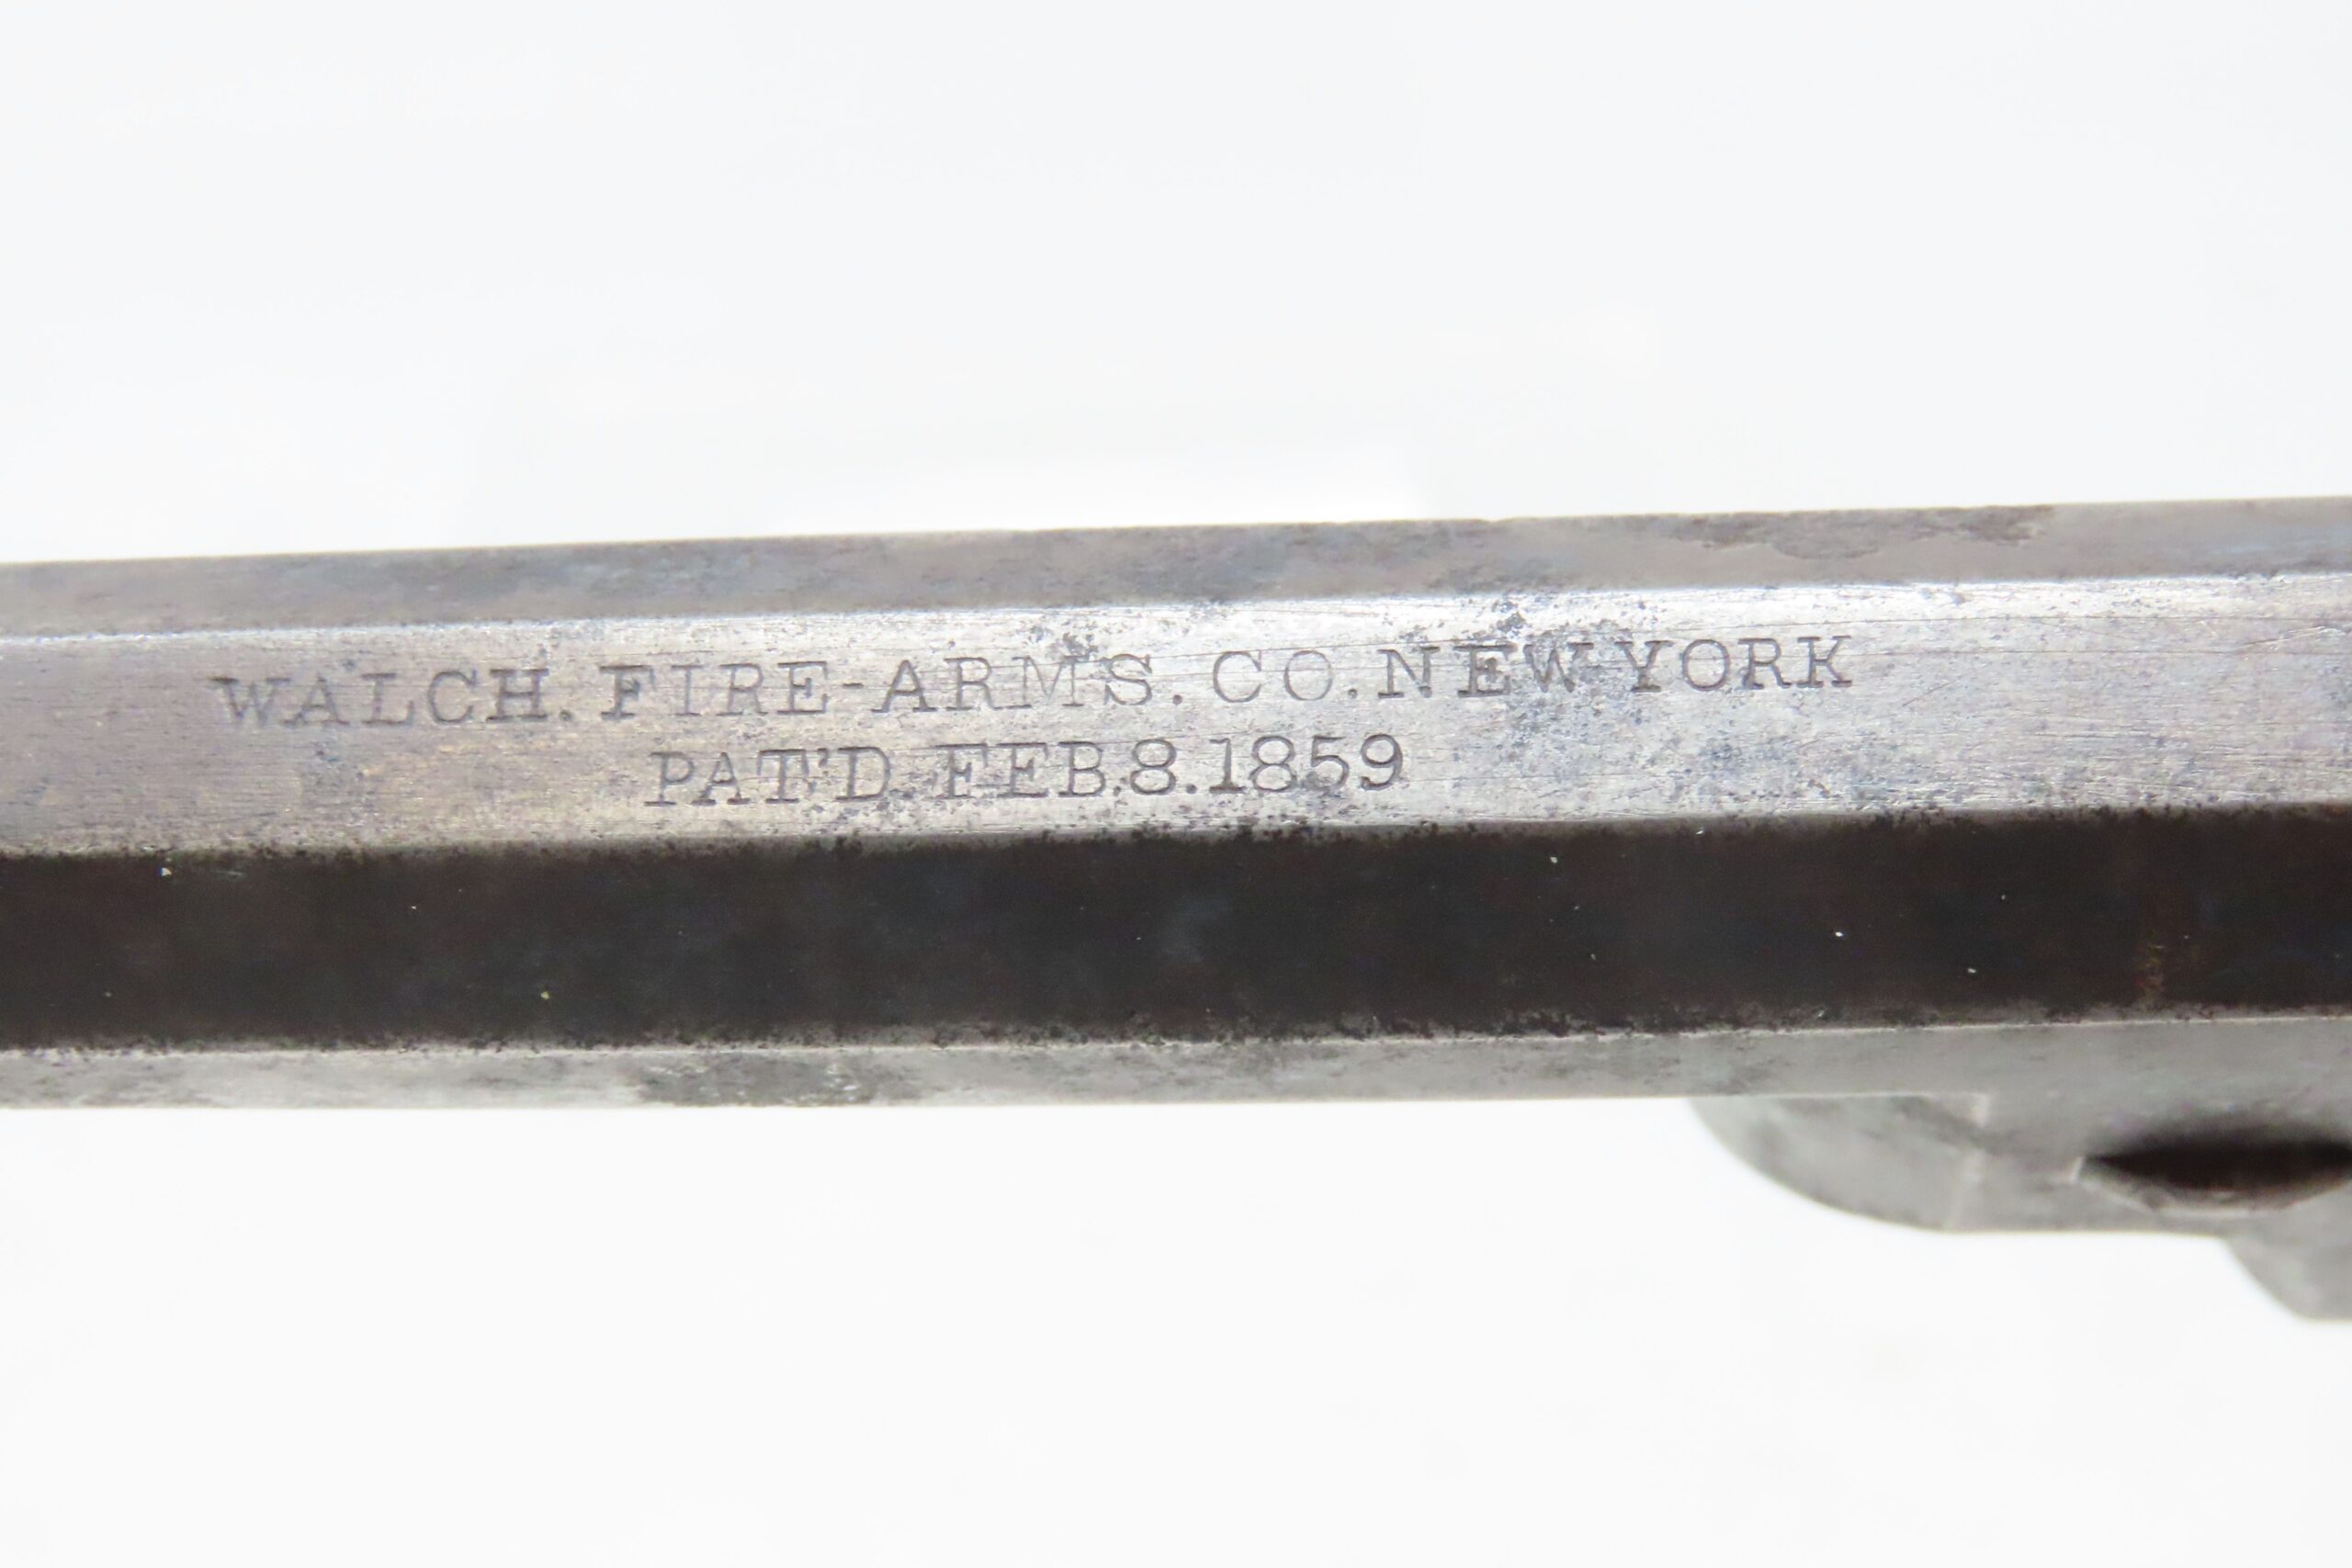 WALCH. FIRE-ARMS. CO. NEW-YORK
PAT'D. FEB. 8. 1859